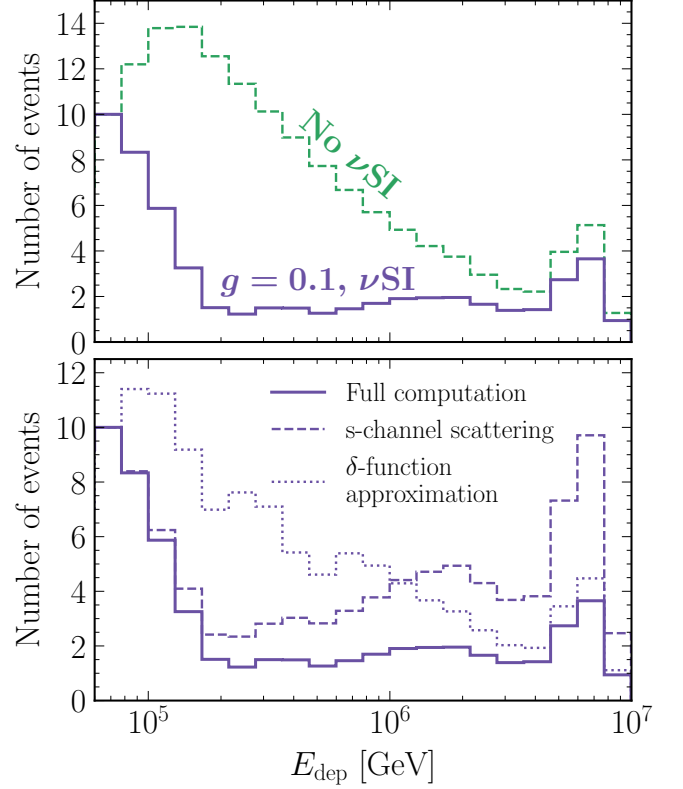 14
12
10
8
6
4
2
0
Number of events
No νSI
g = 0.1, νSI
12
10
8
6
4
2
0
Number of events
Full computation
s-channel scattering
δ-function
approximation
10⁵
10⁶
10⁷
E_dep [GeV]